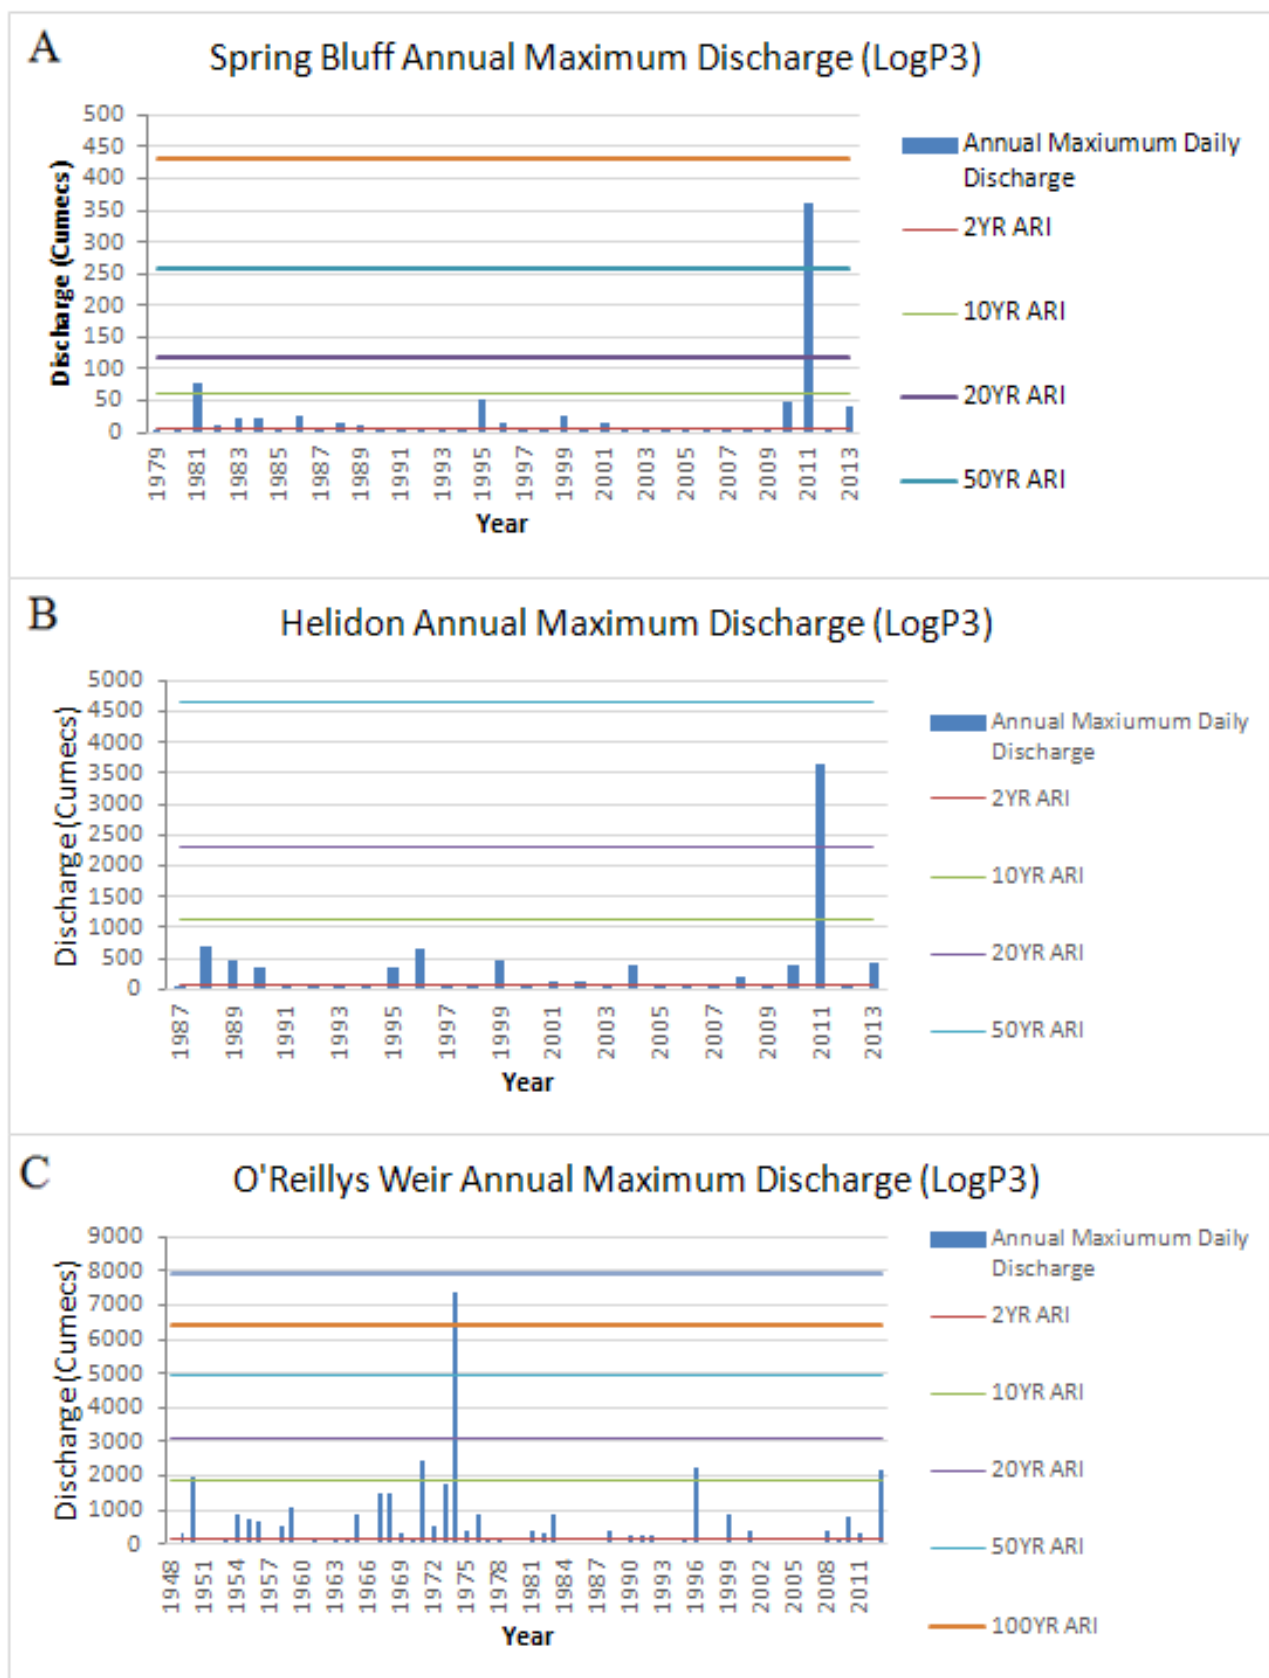 A
Spring Bluff Annual Maximum Discharge (LogP3)
500
450
400
350
300
250
200
150
100
50
0
Discharge (Cumecs)
1979 1981 1983 1985 1987 1989 1991 1993 1995 1997 1999 2001 2003 2005 2007 2009 2011 2013
Year
Annual Maxiumum Daily
Discharge
2YR ARI
10YR ARI
20YR ARI
50YR ARI
B
Helidon Annual Maximum Discharge (LogP3)
5000
4500
4000
3500
3000
2500
2000
1500
1000
500
0
Discharge (Cumecs)
1987 1989 1991 1993 1995 1997 1999 2001 2003 2005 2007 2009 2011 2013
Year
Annual Maxiumum Daily
Discharge
2YR ARI
10YR ARI
20YR ARI
50YR ARI
C
O'Reillys Weir Annual Maximum Discharge (LogP3)
9000
8000
7000
6000
5000
4000
3000
2000
1000
0
Discharge (Cumecs)
1948 1951 1954 1957 1960 1963 1966 1969 1972 1975 1978 1981 1984 1987 1990 1993 1996 1999 2002 2005 2008 2011
Year
Annual Maxiumum Daily
Discharge
2YR ARI
10YR ARI
20YR ARI
50YR ARI
100YR ARI